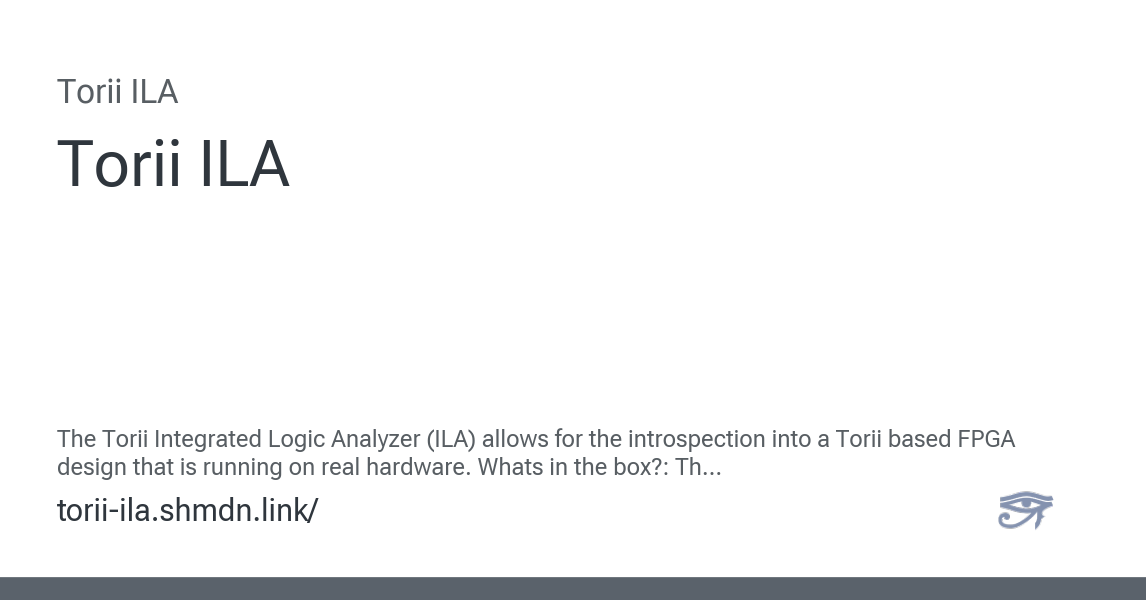 Torii ILA
Torii ILA
The Torii Integrated Logic Analyzer (ILA) allows for the introspection into a Torii based FPGA
design that is running on real hardware. Whats in the box?: Th...
torii-ila.shmdn.link/